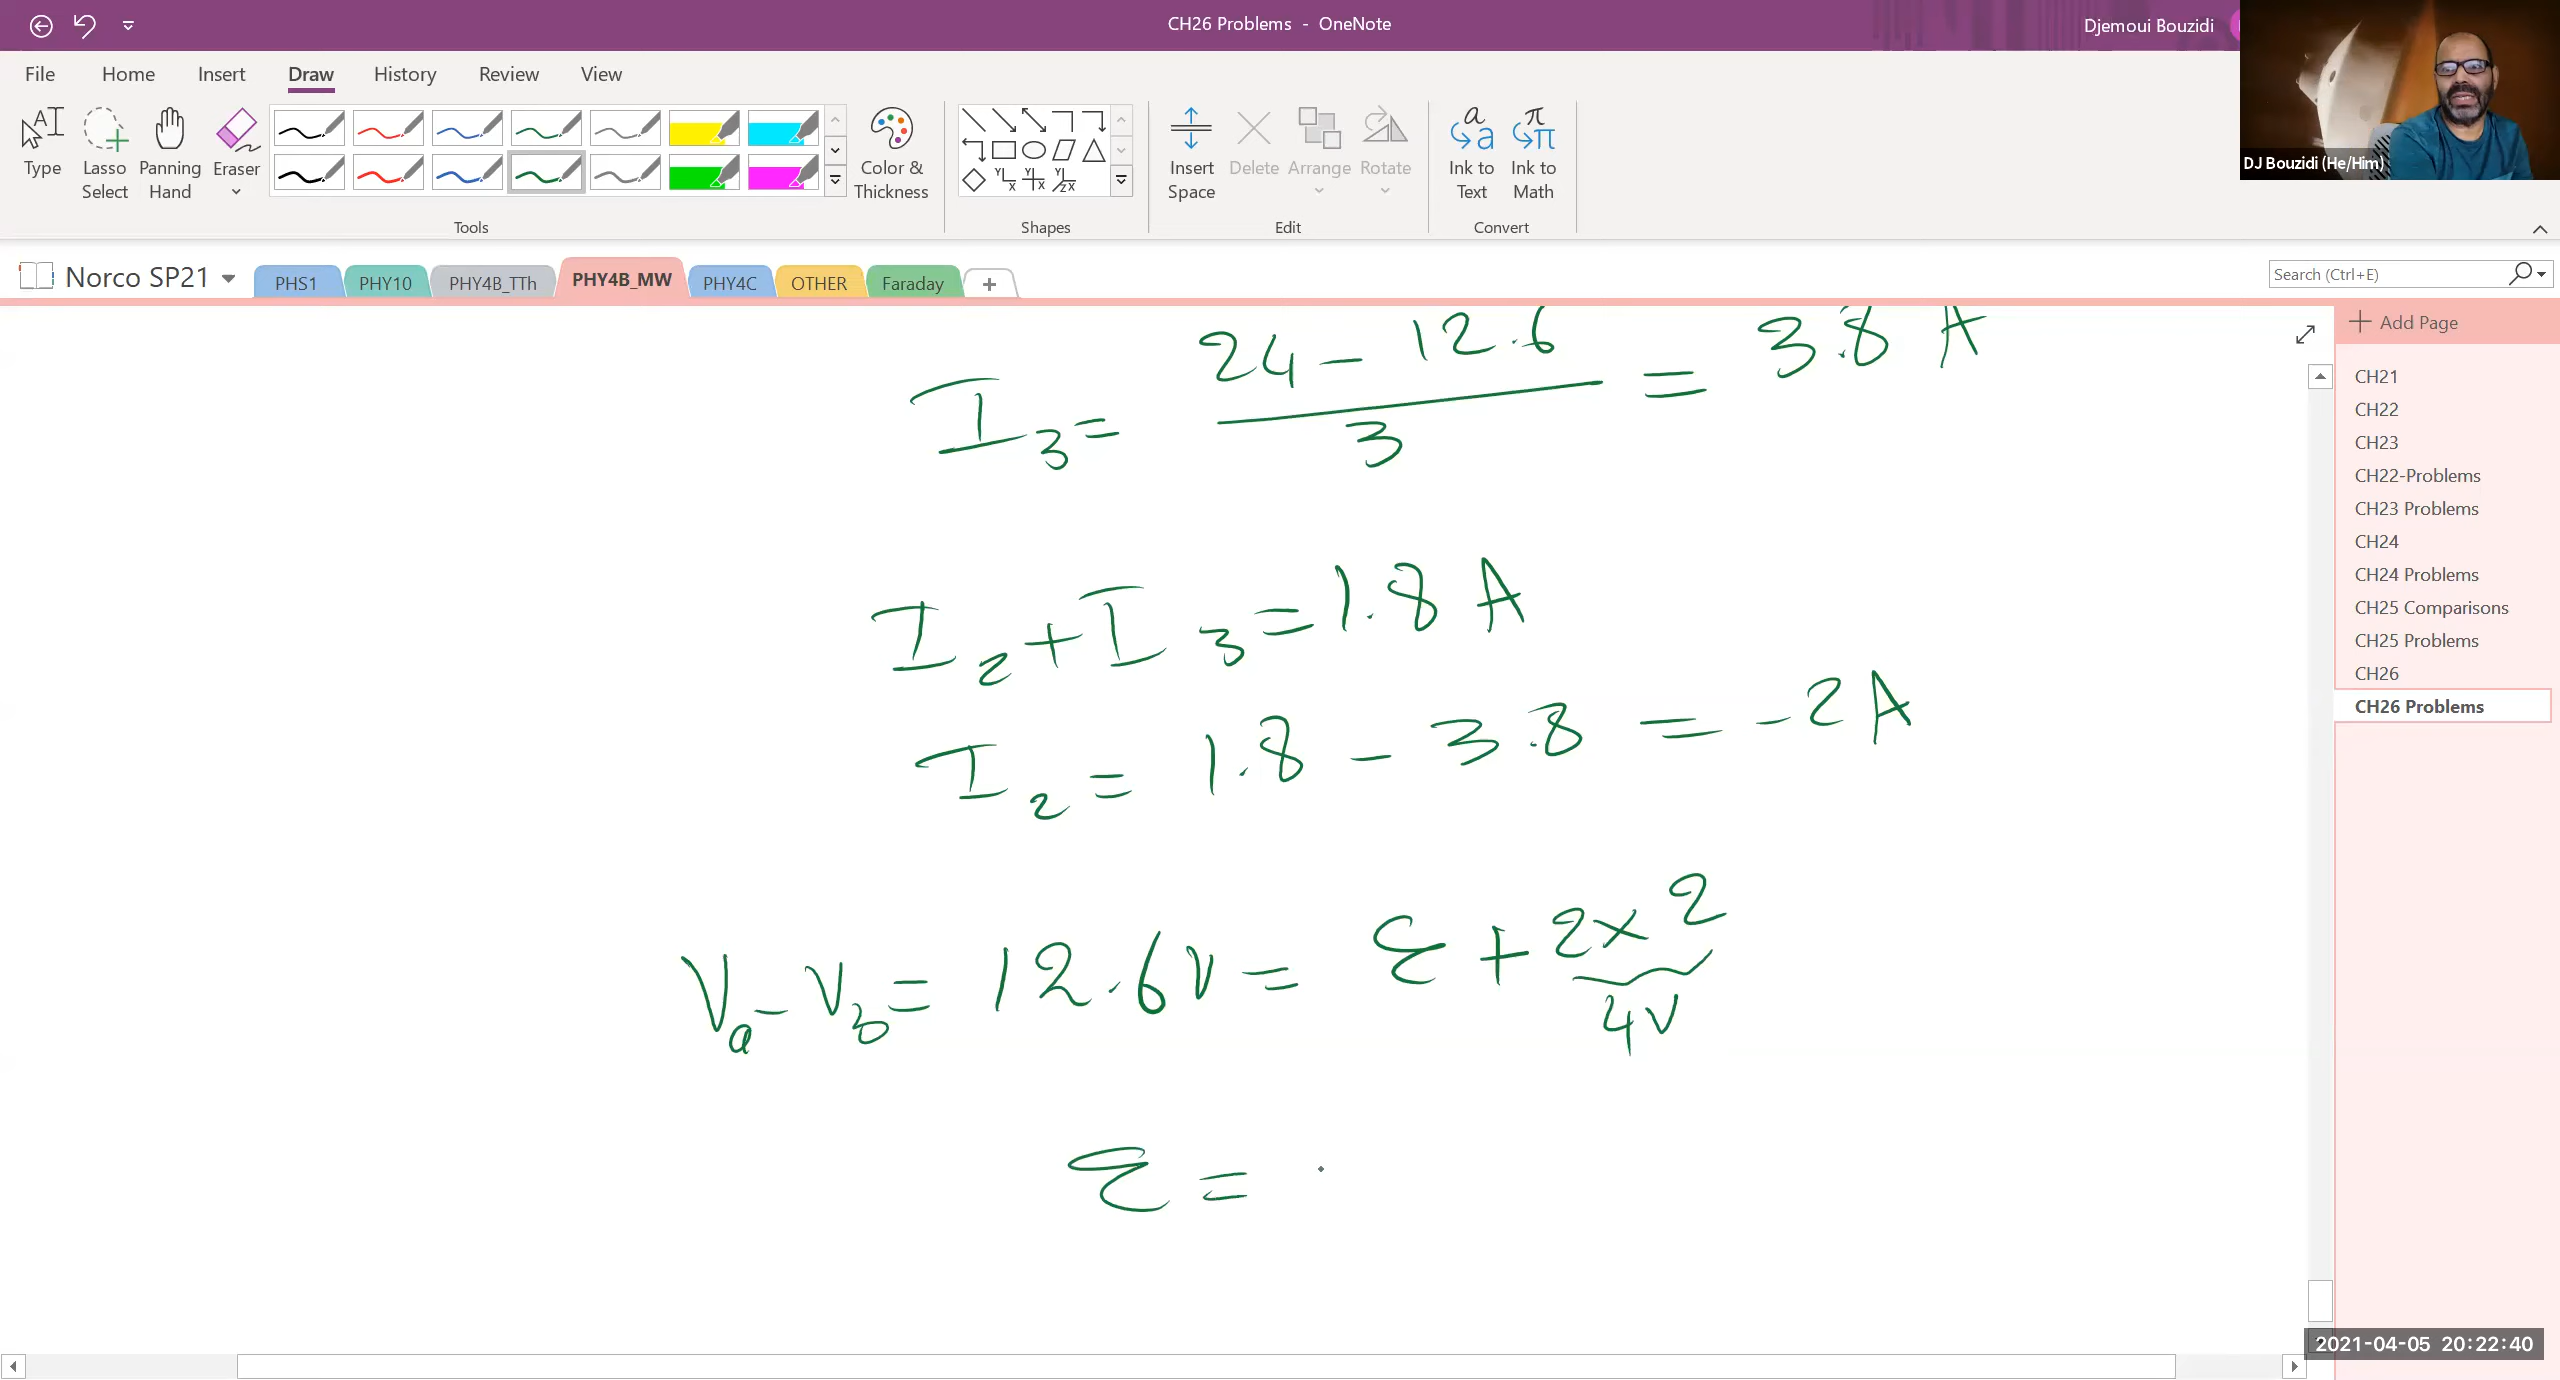 CH26 Problems - OneNote
Djemoui Bouzidi
DJ Bouzidi (He/Him)
File Home Insert Draw History Review View
Type
Lasso Select
Panning Hand
Eraser
Color & Thickness
Insert Space
Delete
Arrange
Rotate
Ink to Text
Ink to Math
Tools
Shapes
Edit
Convert
Norco SP21
PHS1 PHY10 PHY4B_TTh PHY4B_MW PHY4C OTHER Faraday
Search (Ctrl+E)
I3 = (24 - 12.6)/3 = 3.8 A
I2 + I3 = 1.8 A
I2 = 1.8 - 3.8 = -2 A
Va - Vb = 12.6 V = ε + 2 × 2
4 V
ε =
Add Page
CH21
CH22
CH23
CH22-Problems
CH23 Problems
CH24
CH24 Problems
CH25 Comparisons
CH25 Problems
CH26
CH26 Problems
2021-04-05 20:22:40